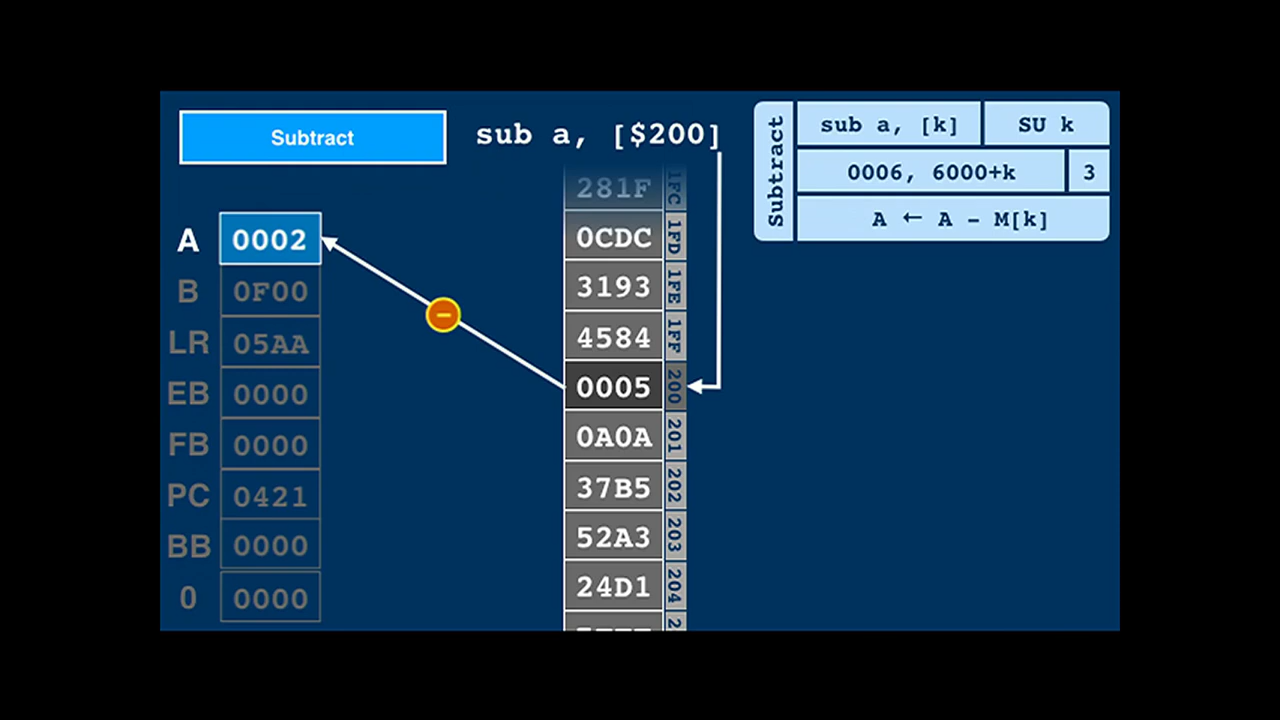 Subtract
sub a, [$200]
Subtract
sub a, [k]
SU k
0006, 6000+k
3
A ← A - M[k]
A 0002
B 0F00
LR 05AA
EB 0000
FB 0000
PC 0421
BB 0000
0 0000
281F 1FC
0CDC 1FD
3193 1FE
4584 1FF
0005 200
0A0A 201
37B5 202
52A3 203
24D1 204